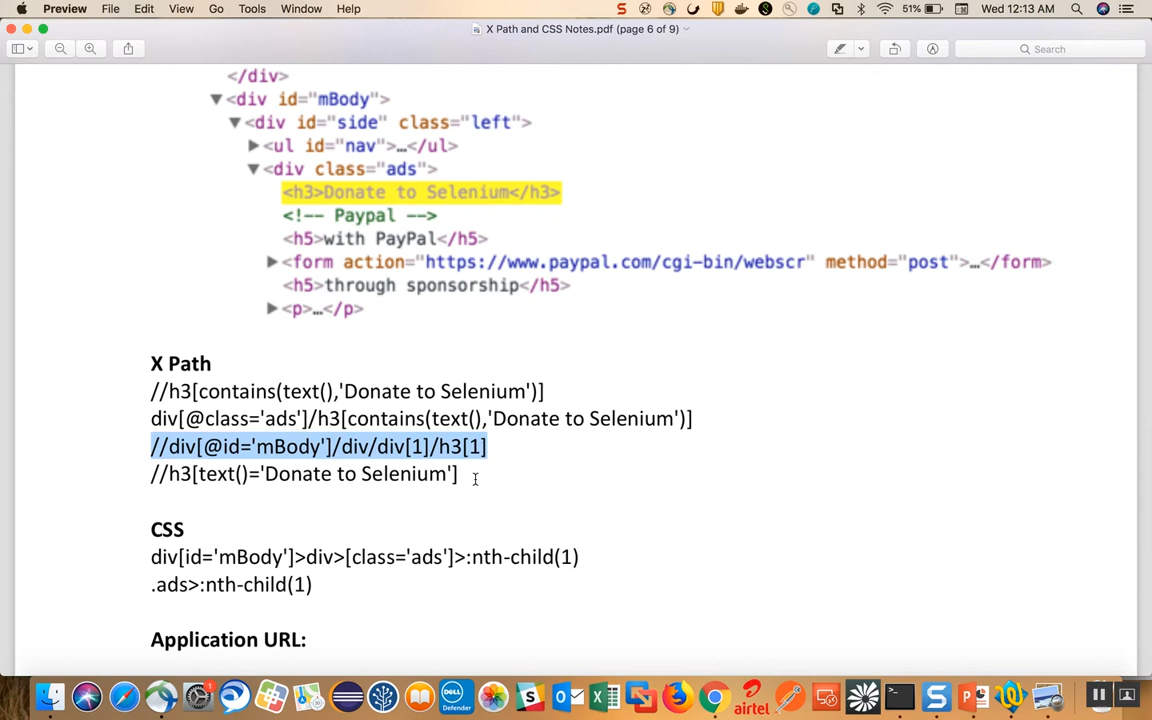 Preview File Edit View Go Tools Window Help 51% Wed 12:13 AM
X Path and CSS Notes.pdf (page 6 of 9)
Search
</div>
<div id="mBody">
<div id="side" class="left">
<ul id="nav">…</ul>
<div class="ads">
<h3>Donate to Selenium</h3>
<!-- Paypal -->
<h5>with PayPal</h5>
<form action="https://www.paypal.com/cgi-bin/webscr" method="post">…</form>
<h5>through sponsorship</h5>
<p>…</p>
X Path
//h3[contains(text(),'Donate to Selenium')]
div[@class='ads']/h3[contains(text(),'Donate to Selenium')]
//div[@id='mBody']/div/div[1]/h3[1]
//h3[text()='Donate to Selenium']
CSS
div[id='mBody']>div>[class='ads']>:nth-child(1)
.ads>:nth-child(1)
Application URL:
DELL
Defender
airtel